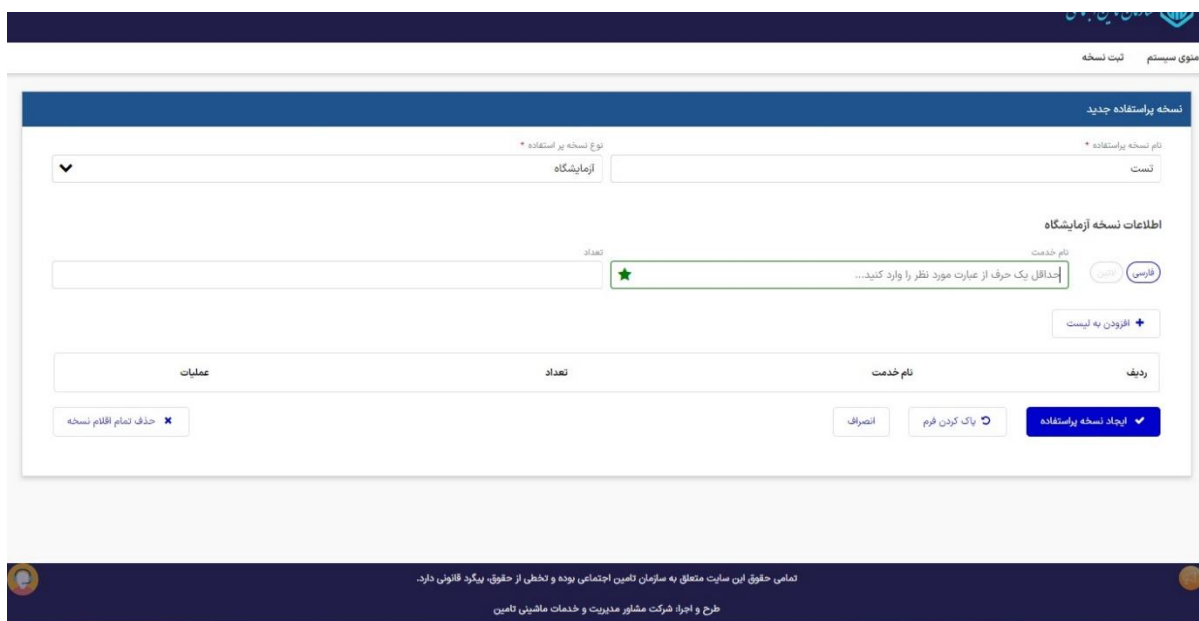 منوی سیستم ثبت نسخه
نسخه پراستفاده جدید
نام نسخه پراستفاده * نوع نسخه پر استفاده *
تست آزمایشگاه
اطلاعات نسخه آزمایشگاه
نام خدمت تعداد
فارسی لاتین حداقل یک حرف از عبارت مورد نظر را وارد کنید...
افزودن به لیست
ردیف نام خدمت تعداد عملیات
ایجاد نسخه پراستفاده پاک کردن فرم انصراف حذف تمام اقلام نسخه
تمامی حقوق این سایت متعلق به سازمان تامین اجتماعی بوده و تخطی از حقوق، پیگرد قانونی دارد.
طرح و اجرا: شرکت مشاور مدیریت و خدمات ماشینی تامین